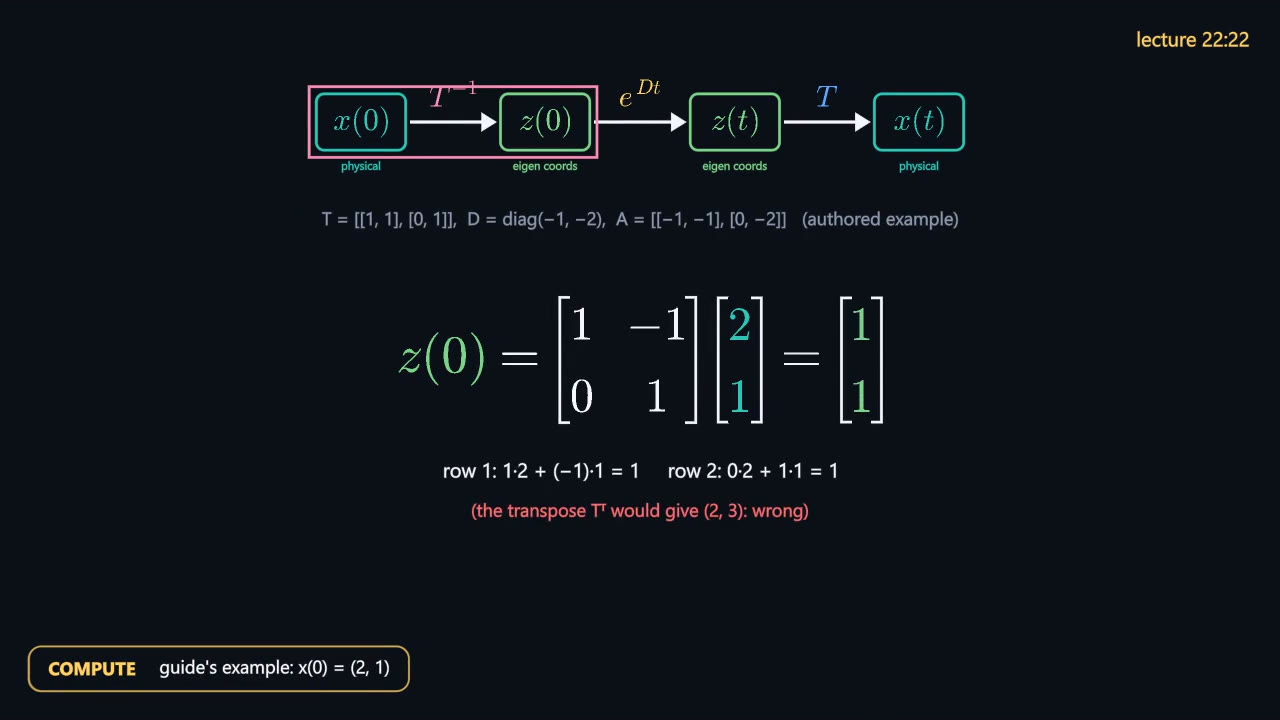 lecture 22:22
x(0) T⁻¹ z(0) e^{Dt} z(t) T x(t)
physical eigen coords eigen coords physical
T = [[1, 1], [0, 1]], D = diag(−1, −2), A = [[−1, −1], [0, −2]] (authored example)
z(0) = [1 −1; 0 1] [2; 1] = [1; 1]
row 1: 1·2 + (−1)·1 = 1 row 2: 0·2 + 1·1 = 1
(the transpose Tᵀ would give (2, 3): wrong)
COMPUTE guide's example: x(0) = (2, 1)